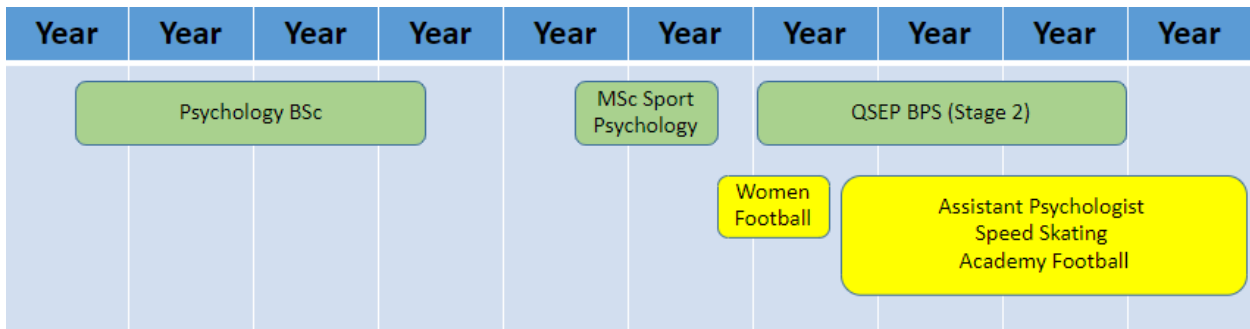 Year Year Year Year Year Year Year Year Year Year
Psychology BSc
MSc Sport
Psychology
QSEP BPS (Stage 2)
Women
Football
Assistant Psychologist
Speed Skating
Academy Football